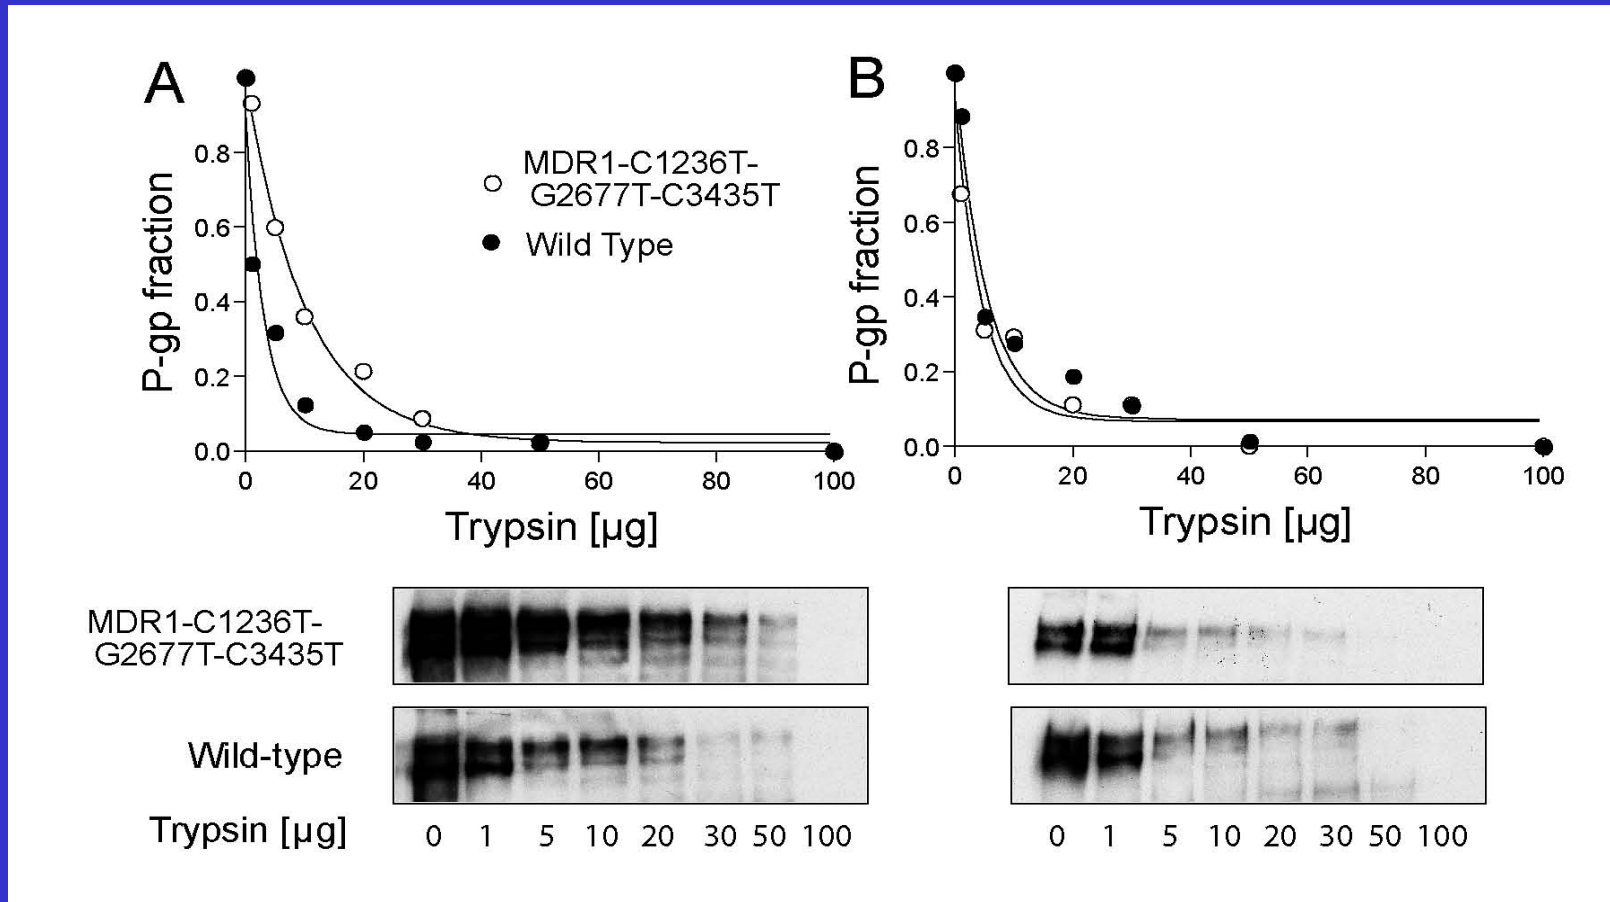 A
P-gp fraction
0.8
0.6
0.4
0.2
0.0
0 20 40 60 80 100
Trypsin [µg]
MDR1-C1236T-
G2677T-C3435T
Wild Type
B
P-gp fraction
0.8
0.6
0.4
0.2
0.0
0 20 40 60 80 100
Trypsin [µg]
MDR1-C1236T-
G2677T-C3435T
Wild-type
Trypsin [µg] 0 1 5 10 20 30 50 100 0 1 5 10 20 30 50 100